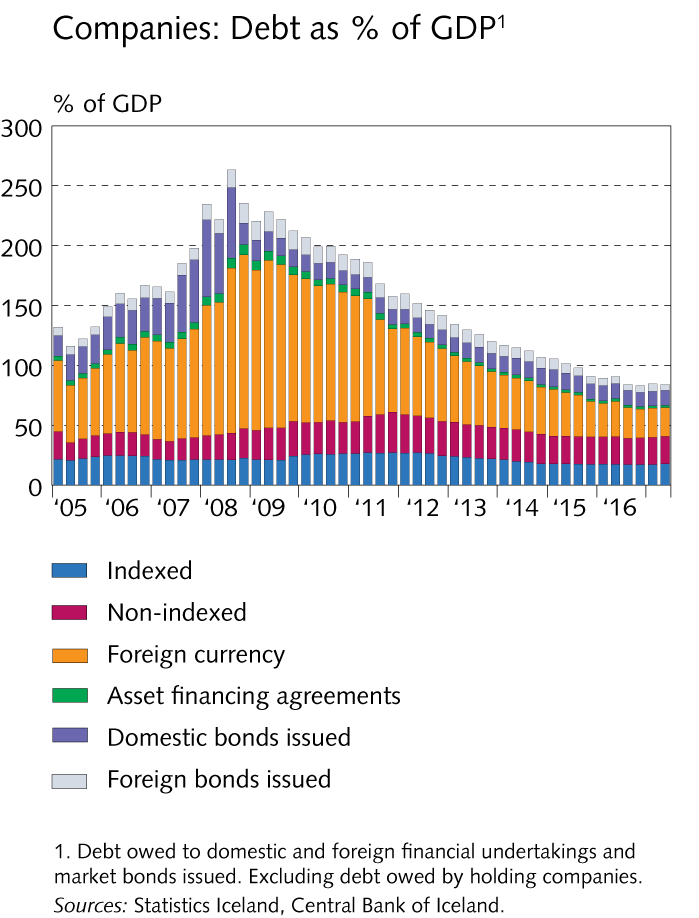 Companies: Debt as % of GDP¹
% of GDP
300
250
200
150
100
50
0
‘05 ‘06 ‘07 ‘08 ‘09 ‘10 ‘11 ‘12 ‘13 ‘14 ‘15 ‘16
Indexed
Non-indexed
Foreign currency
Asset financing agreements
Domestic bonds issued
Foreign bonds issued
1. Debt owed to domestic and foreign financial undertakings and
market bonds issued. Excluding debt owed by holding companies.
Sources: Statistics Iceland, Central Bank of Iceland.